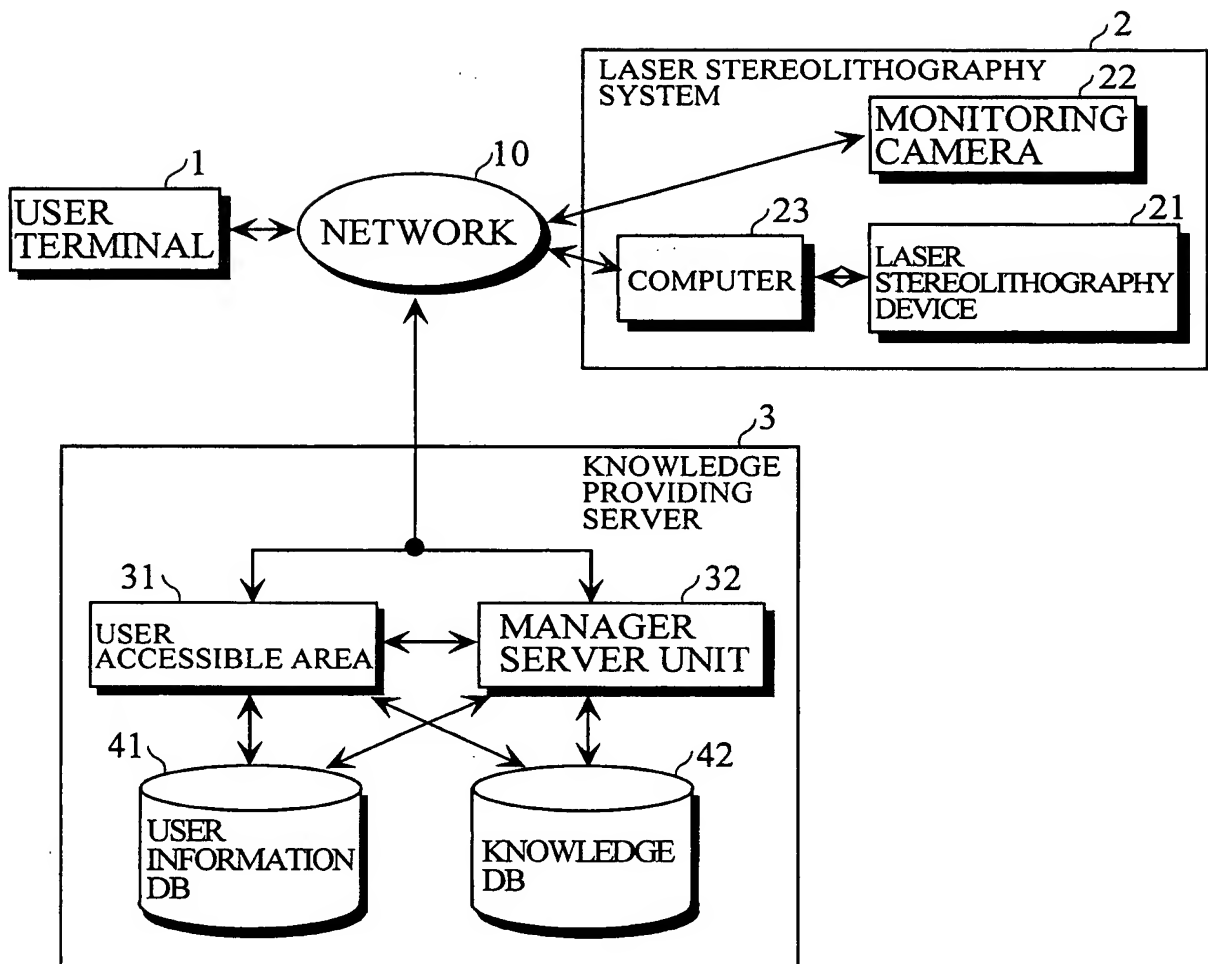 2
LASER STEREOLITHOGRAPHY
SYSTEM
22
MONITORING
CAMERA
1
USER
TERMINAL
10
NETWORK
23
COMPUTER
21
LASER
STEREOLITHOGRAPHY
DEVICE
3
KNOWLEDGE
PROVIDING
SERVER
31
USER
ACCESSIBLE AREA
32
MANAGER
SERVER UNIT
41
USER
INFORMATION
DB
42
KNOWLEDGE
DB